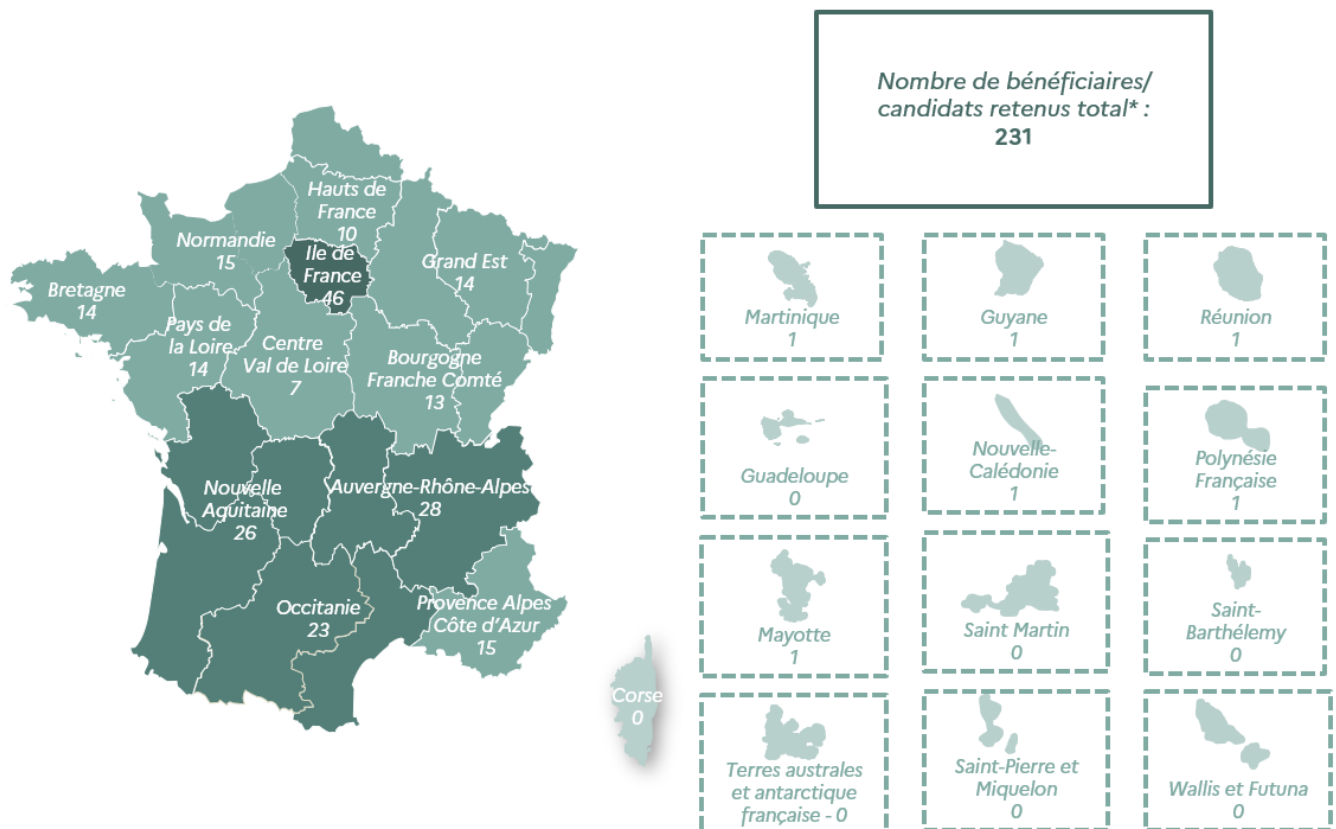 Nombre de bénéficiaires/
candidats retenus total* :
231
Hauts de
France
10
Normandie
15
Ile de
France
46
Grand Est
14
Bretagne
14
Pays de
la Loire
14
Centre
Val de Loire
7
Bourgogne
Franche Comté
13
Nouvelle
Aquitaine
26
Auvergne-Rhône-Alpes
28
Occitanie
23
Provence Alpes
Côte d'Azur
15
Corse
0
Martinique
1
Guyane
1
Réunion
1
Guadeloupe
0
Nouvelle-
Calédonie
1
Polynésie
Française
1
Mayotte
1
Saint Martin
0
Saint-
Barthélemy
0
Terres australes
et antarctique
française - 0
Saint-Pierre et
Miquelon
0
Wallis et Futuna
0